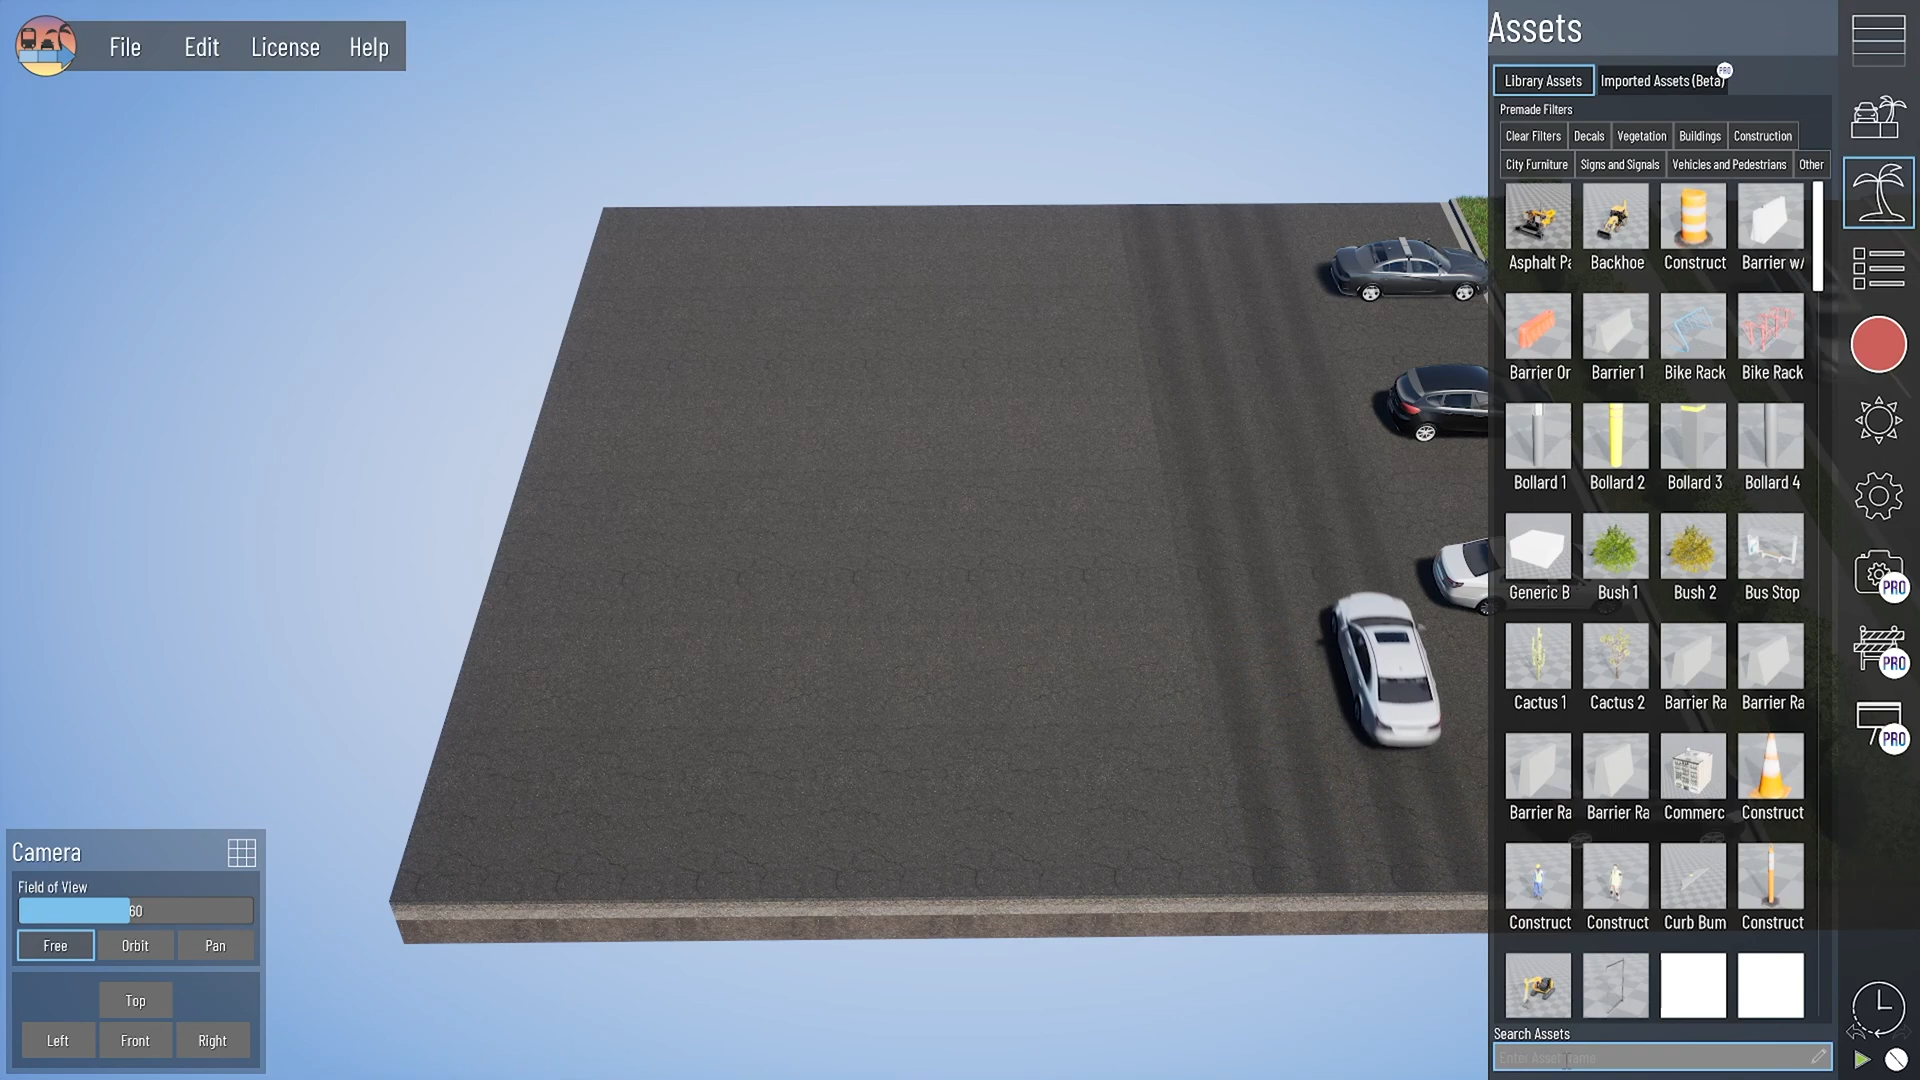 File Edit License Help
Assets
Library Assets Imported Assets (Beta) PRO
Premade Filters
Clear Filters Decals Vegetation Buildings Construction
City Furniture Signs and Signals Vehicles and Pedestrians Other
Asphalt Pa Backhoe Construct Barrier w/
Barrier Or Barrier 1 Bike Rack Bike Rack
Bollard 1 Bollard 2 Bollard 3 Bollard 4
Generic B Bush 1 Bush 2 Bus Stop
PRO
PRO
Cactus 1 Cactus 2 Barrier Ra Barrier Ra
PRO
Barrier Ra Barrier Ra Commerc Construct
Construct Construct Curb Bum Construct
Camera
Field of View
60
Free Orbit Pan
Top
Left Front Right
Search Assets
Enter Asset name